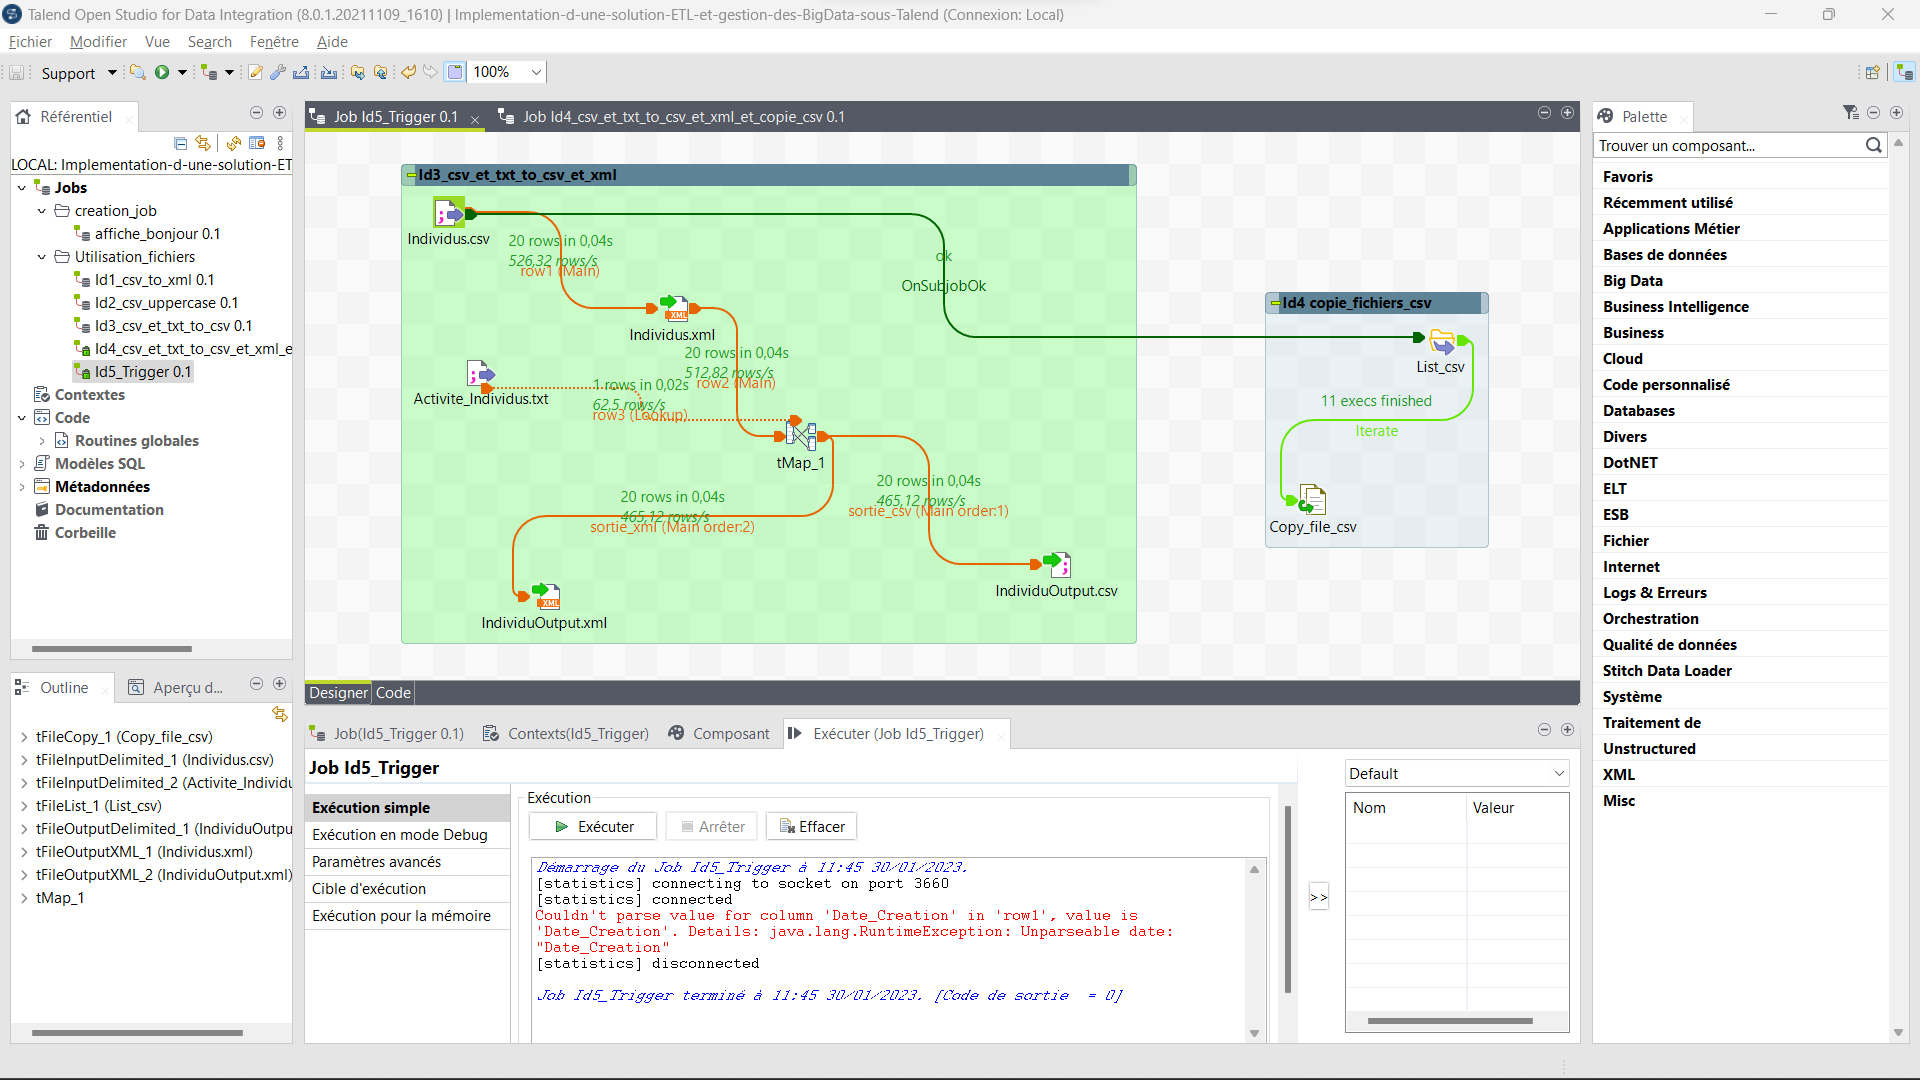 Talend Open Studio for Data Integration (8.0.1.20211109_1610) | Implementation-d-une-solution-ETL-et-gestion-des-BigData-sous-Talend (Connexion: Local)
Fichier Modifier Vue Search Fenêtre Aide
Support 100%
Référentiel
LOCAL: Implementation-d-une-solution-ET
Jobs
creation_job
affiche_bonjour 0.1
Utilisation_fichiers
Id1_csv_to_xml 0.1
Id2_csv_uppercase 0.1
Id3_csv_et_txt_to_csv 0.1
Id4_csv_et_txt_to_csv_et_xml_e
Id5_Trigger 0.1
Contextes
Code
Routines globales
Modèles SQL
Métadonnées
Documentation
Corbeille
Outline Aperçu d...
tFileCopy_1 (Copy_file_csv)
tFileInputDelimited_1 (Individus.csv)
tFileInputDelimited_2 (Activite_Individu
tFileList_1 (List_csv)
tFileOutputDelimited_1 (IndividuOutpu
tFileOutputXML_1 (Individus.xml)
tFileOutputXML_2 (IndividuOutput.xml)
tMap_1
Job Id5_Trigger 0.1 Job Id4_csv_et_txt_to_csv_et_xml_et_copie_csv 0.1
Id3_csv_et_txt_to_csv_et_xml
Individus.csv
20 rows in 0,04s
526,32 rows/s
row1 (Main)
ok
OnSubjobOk
Individus.xml
20 rows in 0,04s
512,82 rows/s
row2 (Main)
Activite_Individus.txt
1 rows in 0,02s
62,5 rows/s
row3 (Lookup)
tMap_1
20 rows in 0,04s
465,12 rows/s
sortie_xml (Main order:2)
20 rows in 0,04s
465,12 rows/s
sortie_csv (Main order:1)
IndividuOutput.csv
IndividuOutput.xml
Id4 copie_fichiers_csv
List_csv
11 execs finished
Iterate
Copy_file_csv
Designer Code
Job(Id5_Trigger 0.1) Contexts(Id5_Trigger) Composant Exécuter (Job Id5_Trigger)
Job Id5_Trigger
Exécution simple
Exécution en mode Debug
Paramètres avancés
Cible d'exécution
Exécution pour la mémoire
Exécution
Exécuter Arrêter Effacer
Démarrage du Job Id5_Trigger à 11:45 30/01/2023.
[statistics] connecting to socket on port 3660
[statistics] connected
Couldn't parse value for column 'Date_Creation' in 'row1', value is
'Date_Creation'. Details: java.lang.RuntimeException: Unparseable date:
"Date_Creation"
[statistics] disconnected
Job Id5_Trigger terminé à 11:45 30/01/2023. [Code de sortie = 0]
>>
Default
Nom Valeur
Palette
Trouver un composant...
Favoris
Récemment utilisé
Applications Métier
Bases de données
Big Data
Business Intelligence
Business
Cloud
Code personnalisé
Databases
Divers
DotNET
ELT
ESB
Fichier
Internet
Logs & Erreurs
Orchestration
Qualité de données
Stitch Data Loader
Système
Traitement de
Unstructured
XML
Misc